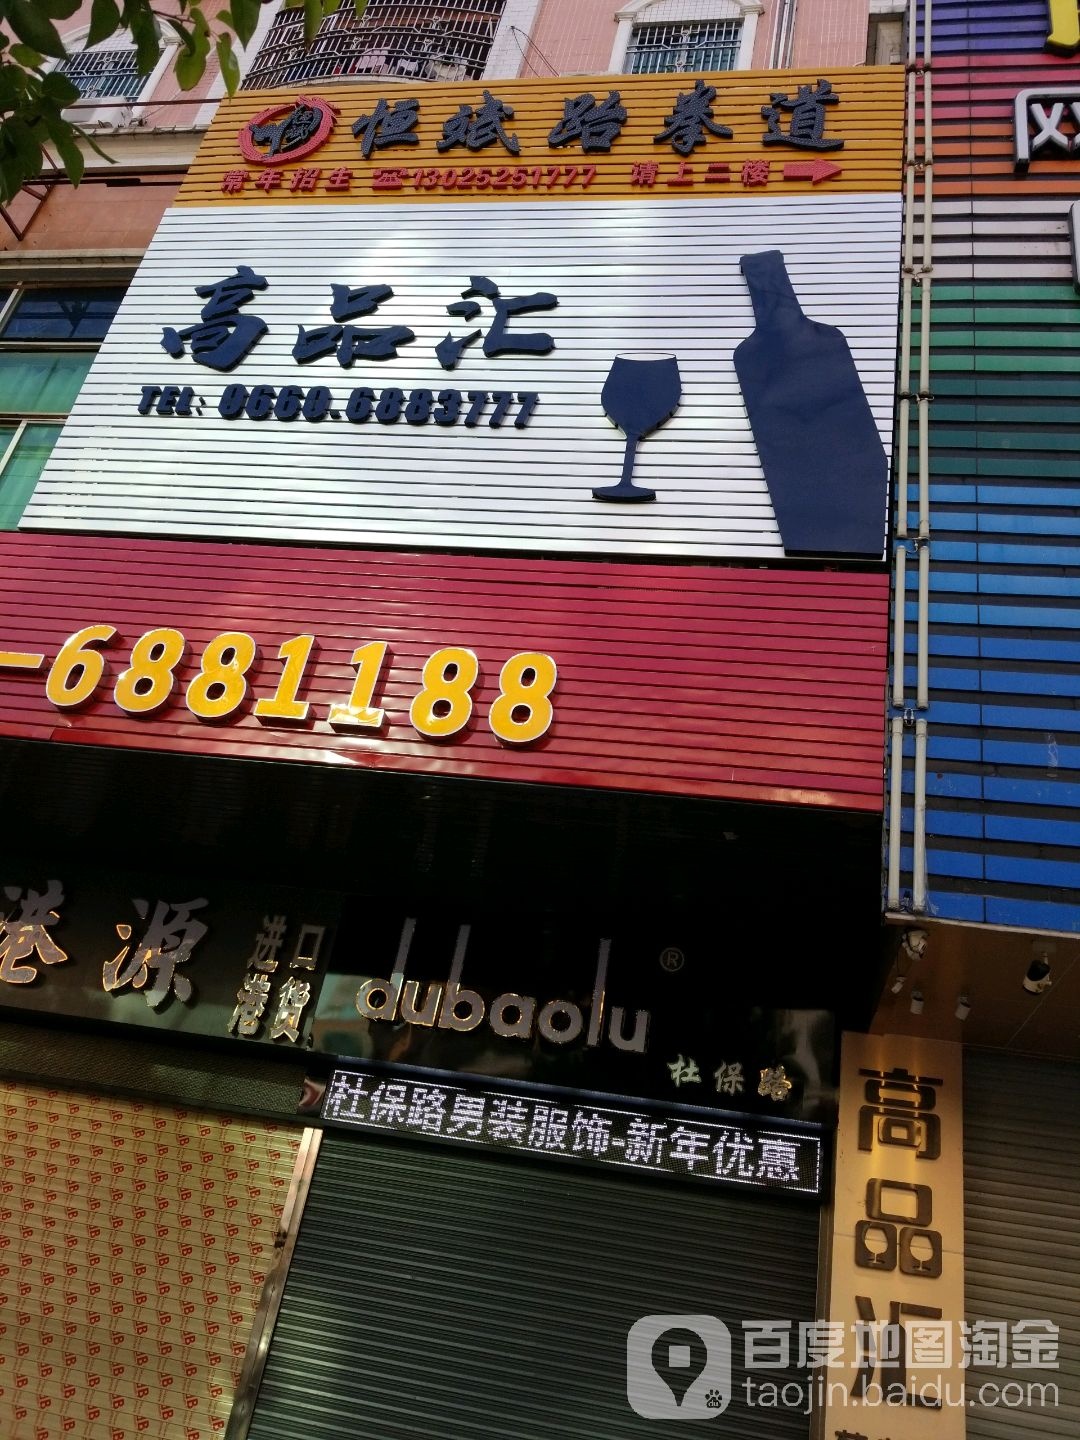 恒斌跆拳道
常年招生 ☎13025251777 请上二楼
高品汇
TEL: 0660.6883777
-6881188
港源 进口港货
dubaolu®
杜保路
杜保路男装服饰-新年优惠
高品汇
百度地图淘金
taojin.baidu.com